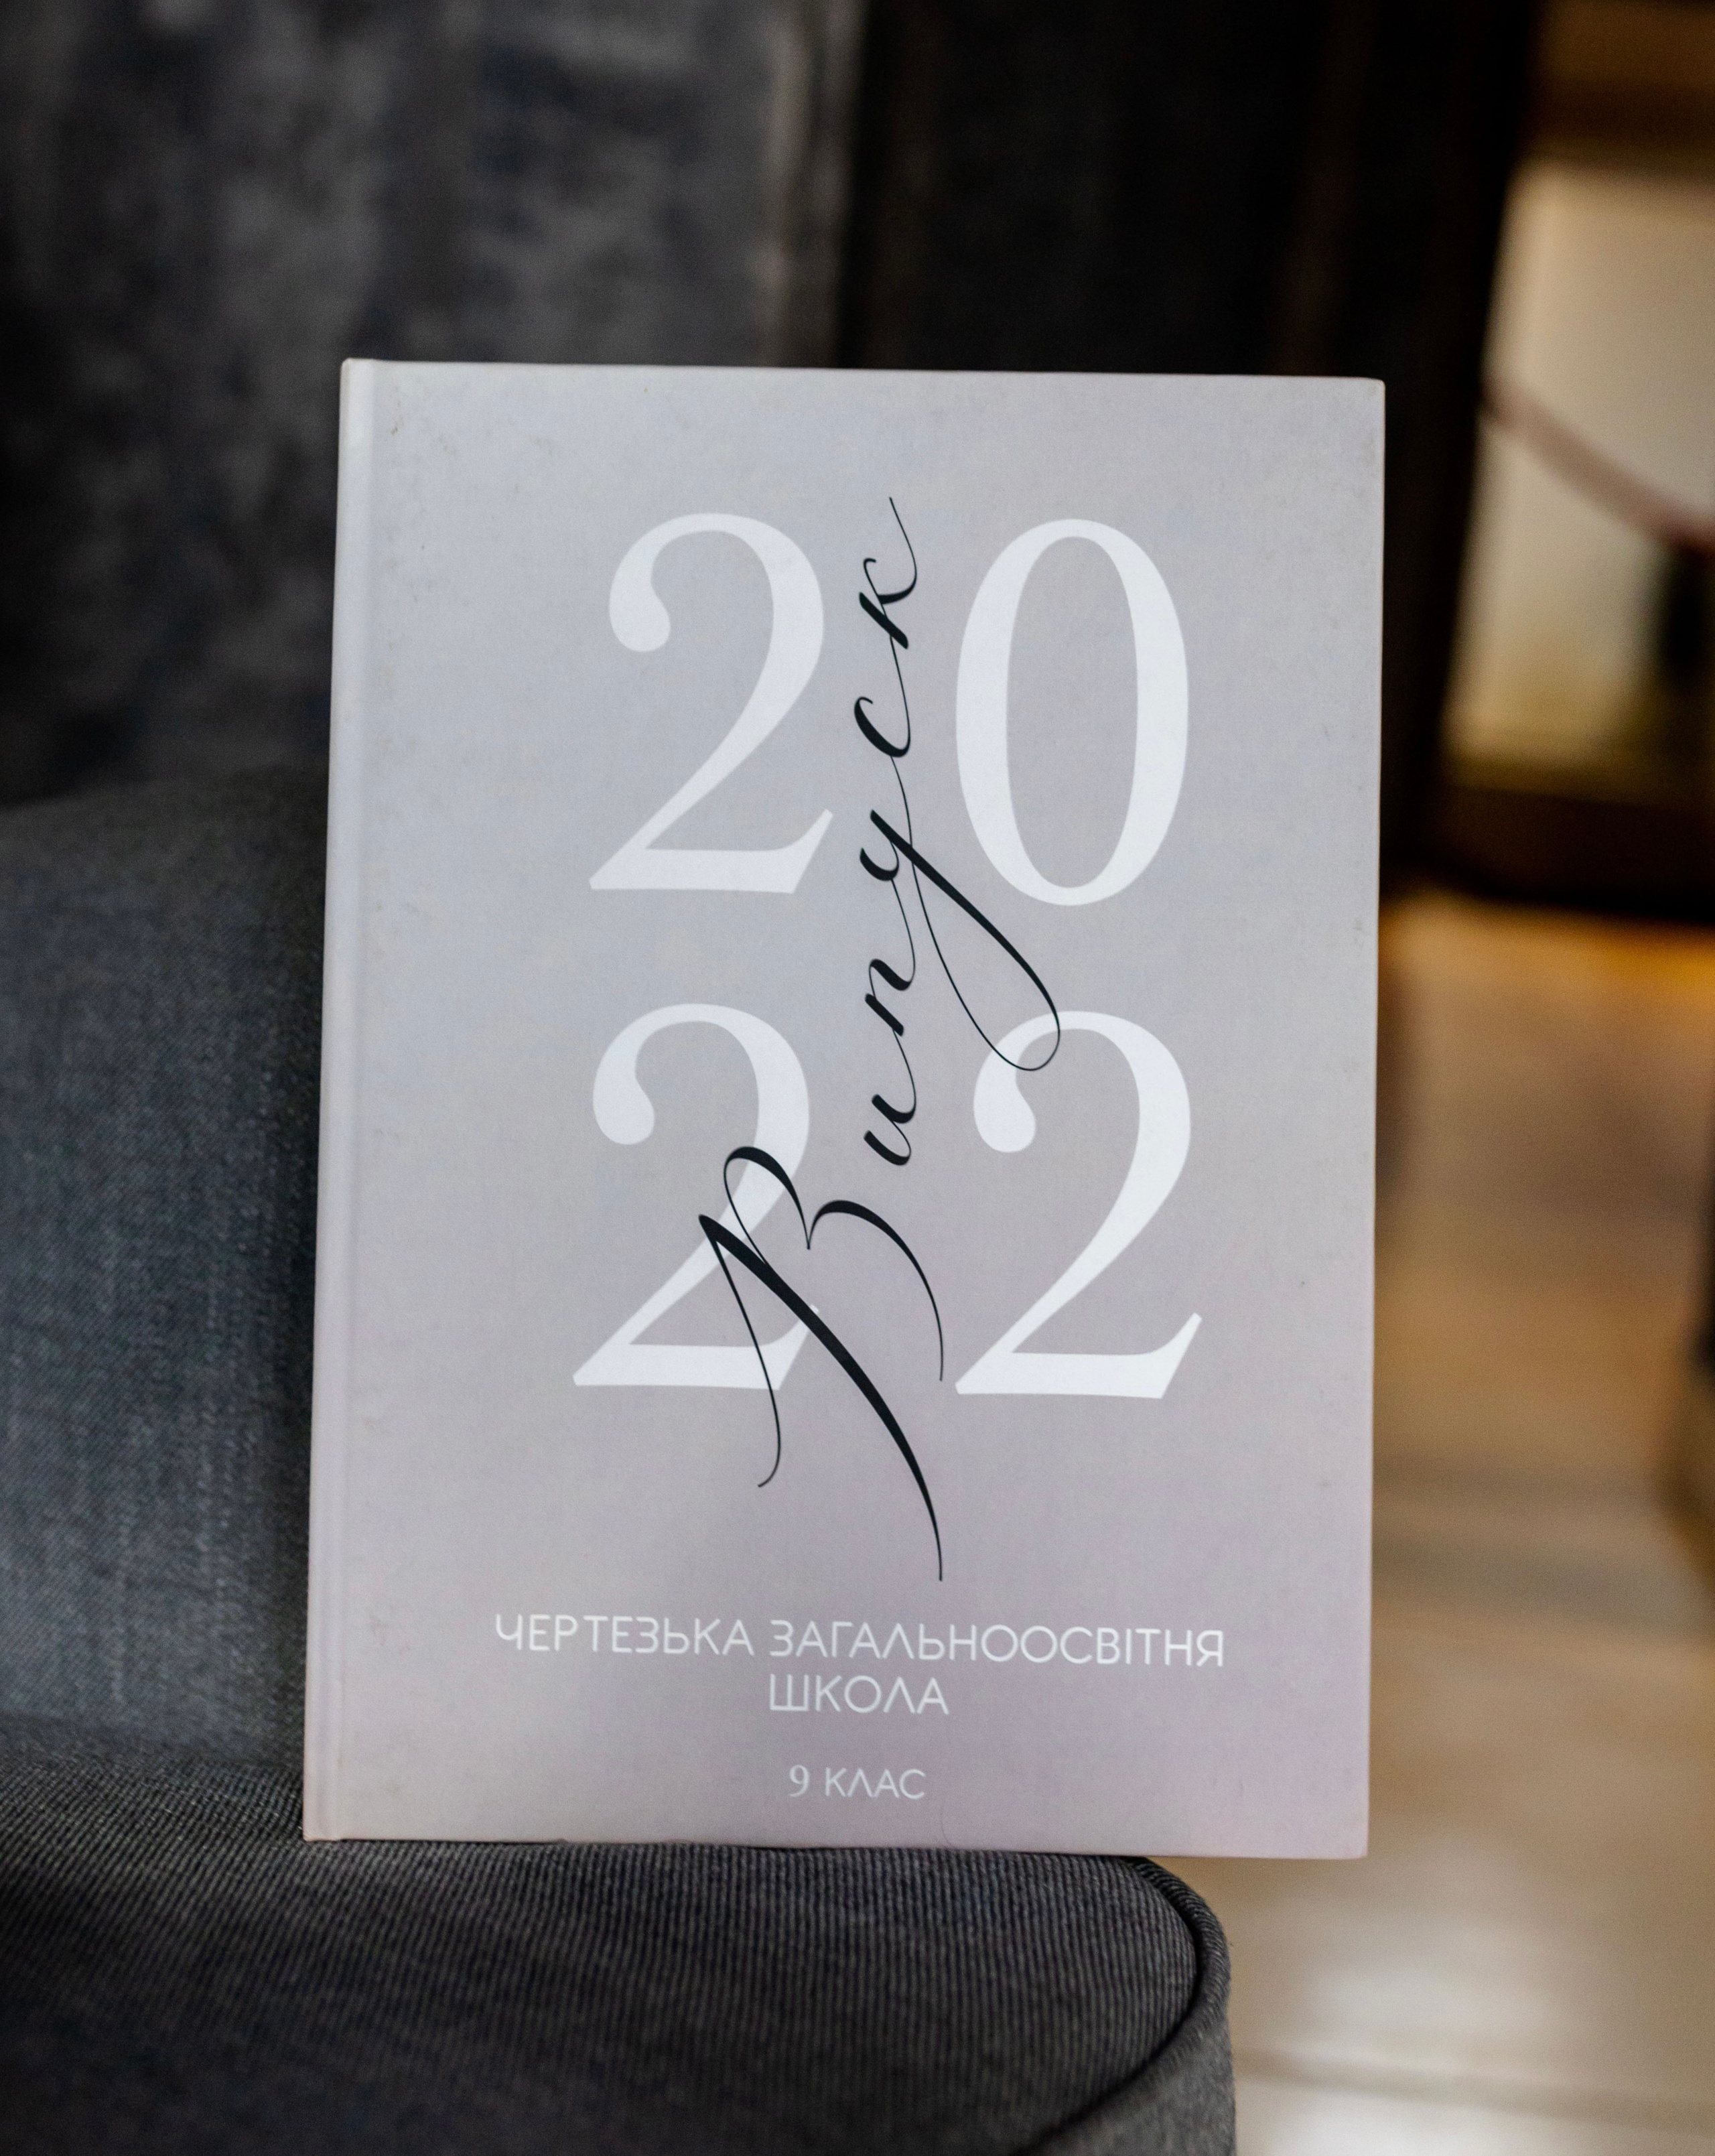 20
22
Випуск
ЧЕРТЕЗЬКА ЗАГАЛЬНООСВІТНЯ
ШКОЛА
9 КЛАС